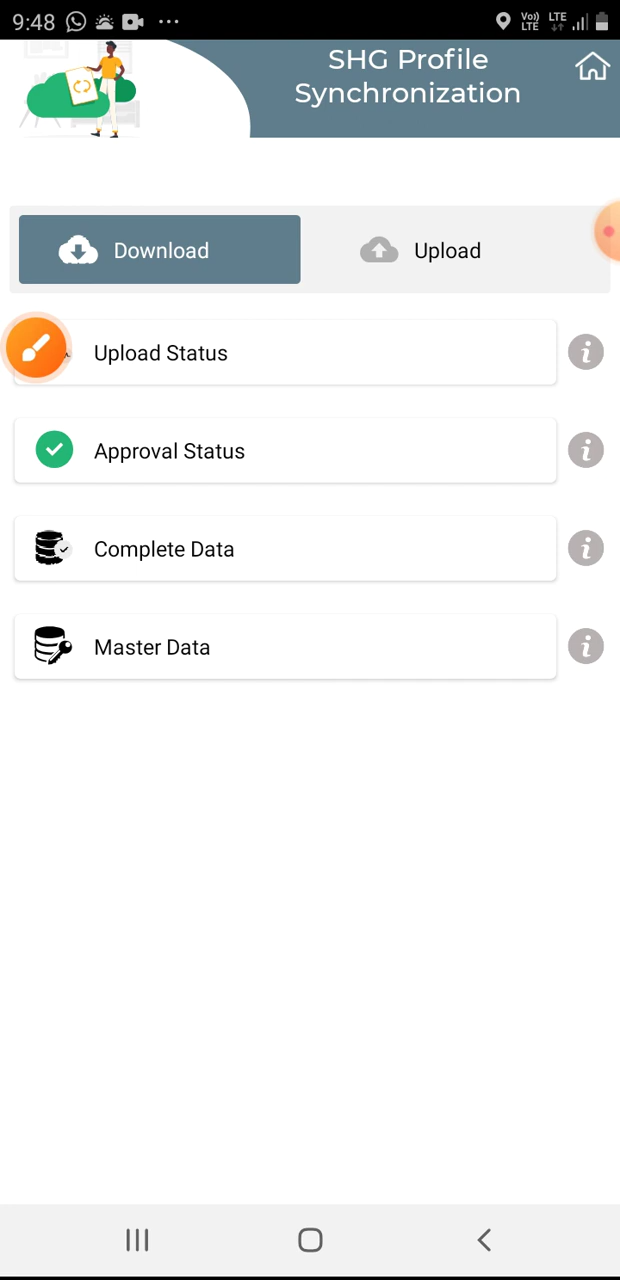 9:48
Vo)
LTE
LTE
SHG Profile
Synchronization
Download
Upload
Upload Status
i
Approval Status
i
Complete Data
i
Master Data
i